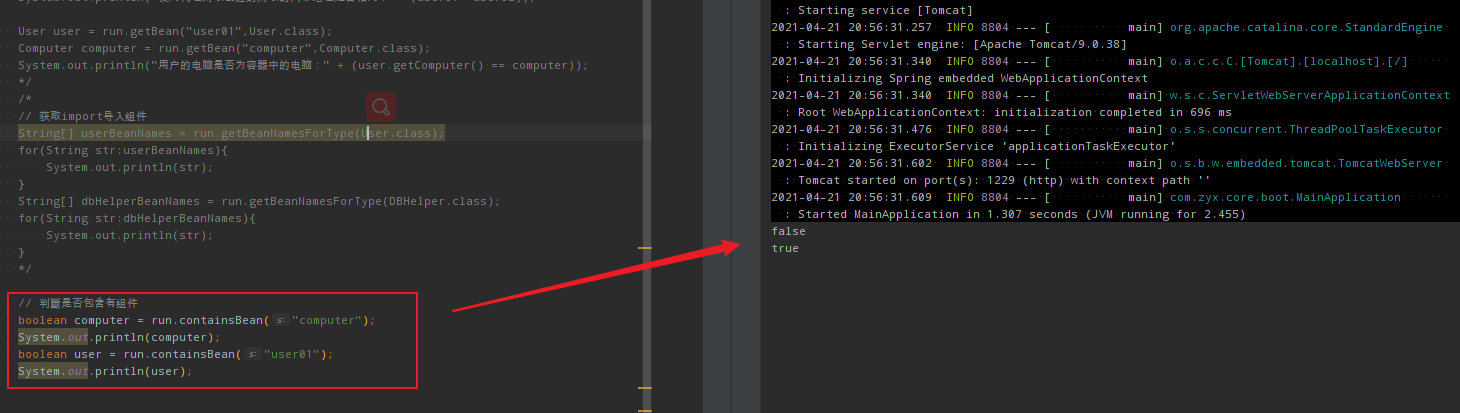 User user = run.getBean("user01",User.class);
Computer computer = run.getBean("computer",Computer.class);
System.out.println("用户的电脑是否为容器中的电脑：" + (user.getComputer() == computer));
*/
/*
// 获取import导入组件
String[] userBeanNames = run.getBeanNamesForType(User.class);
for(String str:userBeanNames){
System.out.println(str);
}
String[] dbHelperBeanNames = run.getBeanNamesForType(DBHelper.class);
for(String str:dbHelperBeanNames){
System.out.println(str);
}
*/
// 判断是否包含有组件
boolean computer = run.containsBean( s: "computer");
System.out.println(computer);
boolean user = run.containsBean( s: "user01");
System.out.println(user);
: Starting service [Tomcat]
2021-04-21 20:56:31.257 INFO 8804 --- [ main] org.apache.catalina.core.StandardEngine
: Starting Servlet engine: [Apache Tomcat/9.0.38]
2021-04-21 20:56:31.340 INFO 8804 --- [ main] o.a.c.c.C.[Tomcat].[localhost].[/]
: Initializing Spring embedded WebApplicationContext
2021-04-21 20:56:31.340 INFO 8804 --- [ main] w.s.c.ServletWebServerApplicationContext
: Root WebApplicationContext: initialization completed in 696 ms
2021-04-21 20:56:31.476 INFO 8804 --- [ main] o.s.s.concurrent.ThreadPoolTaskExecutor
: Initializing ExecutorService 'applicationTaskExecutor'
2021-04-21 20:56:31.602 INFO 8804 --- [ main] o.s.b.w.embedded.tomcat.TomcatWebServer
: Tomcat started on port(s): 1229 (http) with context path ''
2021-04-21 20:56:31.609 INFO 8804 --- [ main] com.zyx.core.boot.MainApplication
: Started MainApplication in 1.307 seconds (JVM running for 2.455)
false
true